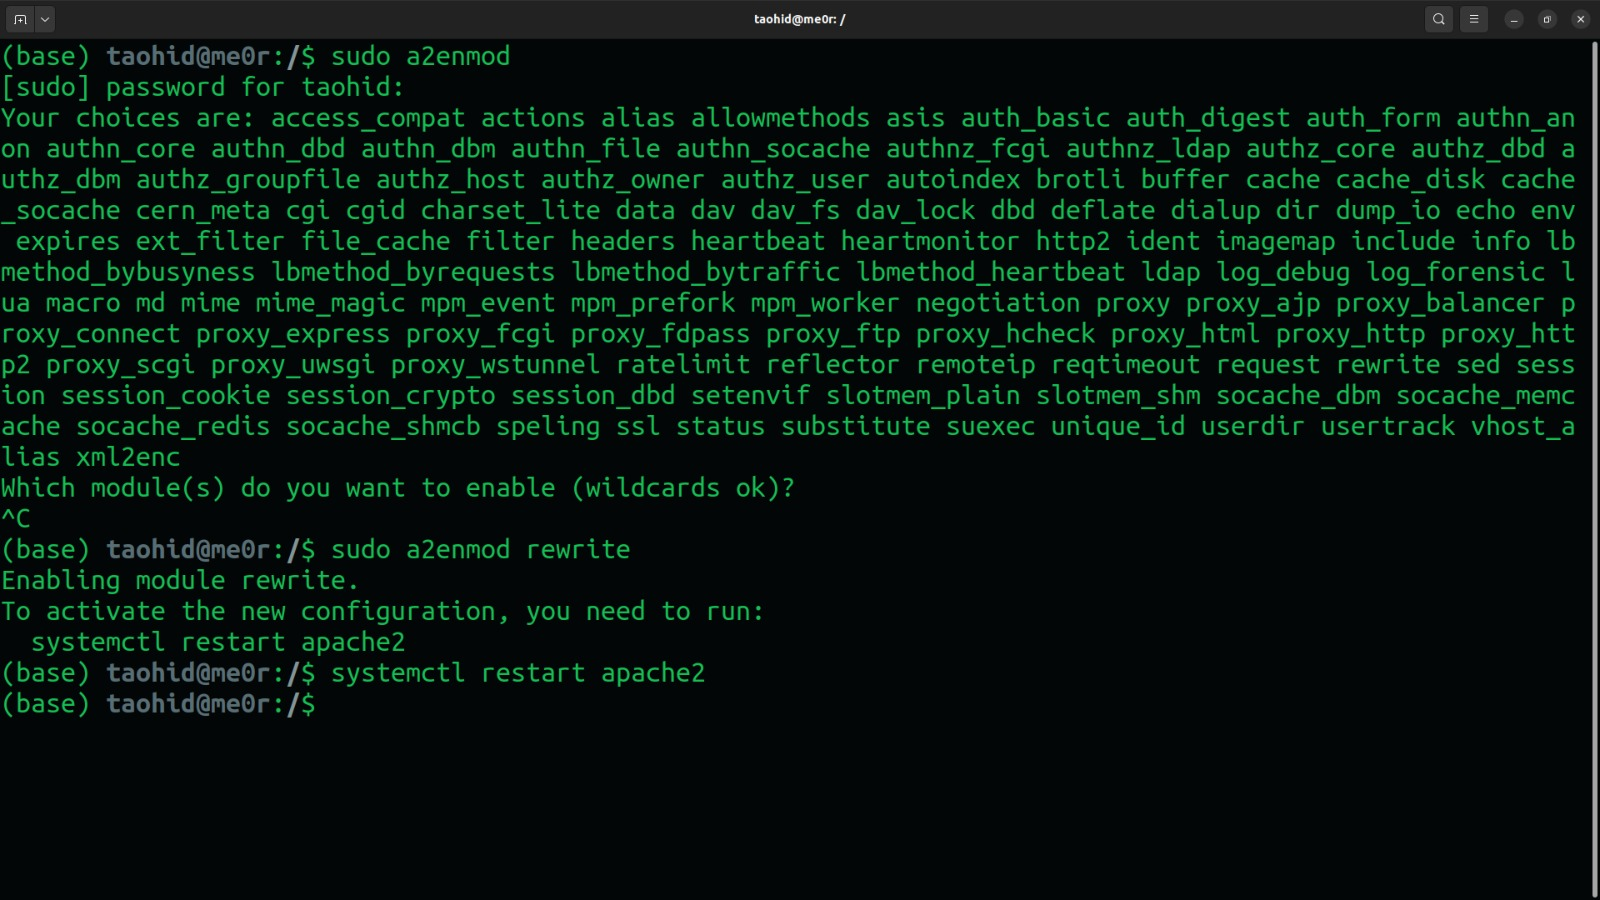 taohid@me0r: /
(base) taohid@me0r:/$ sudo a2enmod
[sudo] password for taohid:
Your choices are: access_compat actions alias allowmethods asis auth_basic auth_digest auth_form authn_an
on authn_core authn_dbd authn_dbm authn_file authn_socache authnz_fcgi authnz_ldap authz_core authz_dbd a
uthz_dbm authz_groupfile authz_host authz_owner authz_user autoindex brotli buffer cache cache_disk cache
_socache cern_meta cgi cgid charset_lite data dav dav_fs dav_lock dbd deflate dialup dir dump_io echo env
 expires ext_filter file_cache filter headers heartbeat heartmonitor http2 ident imagemap include info lb
method_bybusyness lbmethod_byrequests lbmethod_bytraffic lbmethod_heartbeat ldap log_debug log_forensic l
ua macro md mime mime_magic mpm_event mpm_prefork mpm_worker negotiation proxy proxy_ajp proxy_balancer p
roxy_connect proxy_express proxy_fcgi proxy_fdpass proxy_ftp proxy_hcheck proxy_html proxy_http proxy_htt
p2 proxy_scgi proxy_uwsgi proxy_wstunnel ratelimit reflector remoteip reqtimeout request rewrite sed sess
ion session_cookie session_crypto session_dbd setenvif slotmem_plain slotmem_shm socache_dbm socache_memc
ache socache_redis socache_shmcb speling ssl status substitute suexec unique_id userdir usertrack vhost_a
lias xml2enc
Which module(s) do you want to enable (wildcards ok)?
^C
(base) taohid@me0r:/$ sudo a2enmod rewrite
Enabling module rewrite.
To activate the new configuration, you need to run:
  systemctl restart apache2
(base) taohid@me0r:/$ systemctl restart apache2
(base) taohid@me0r:/$